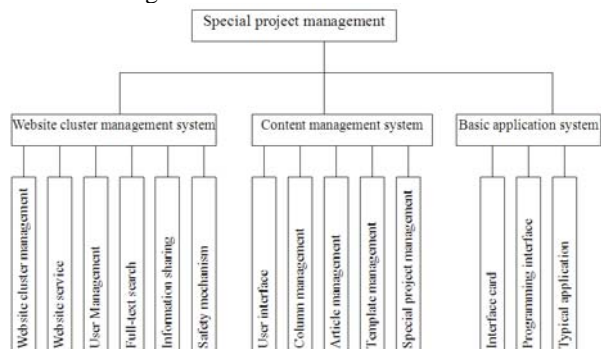 Special project management
Website cluster management system
Content management system
Basic application system
Website cluster management
Website service
User Management
Full-text search
Information sharing
Safety mechanism
User interface
Column management
Article management
Template management
Special project management
Interface card
Programming interface
Typical application